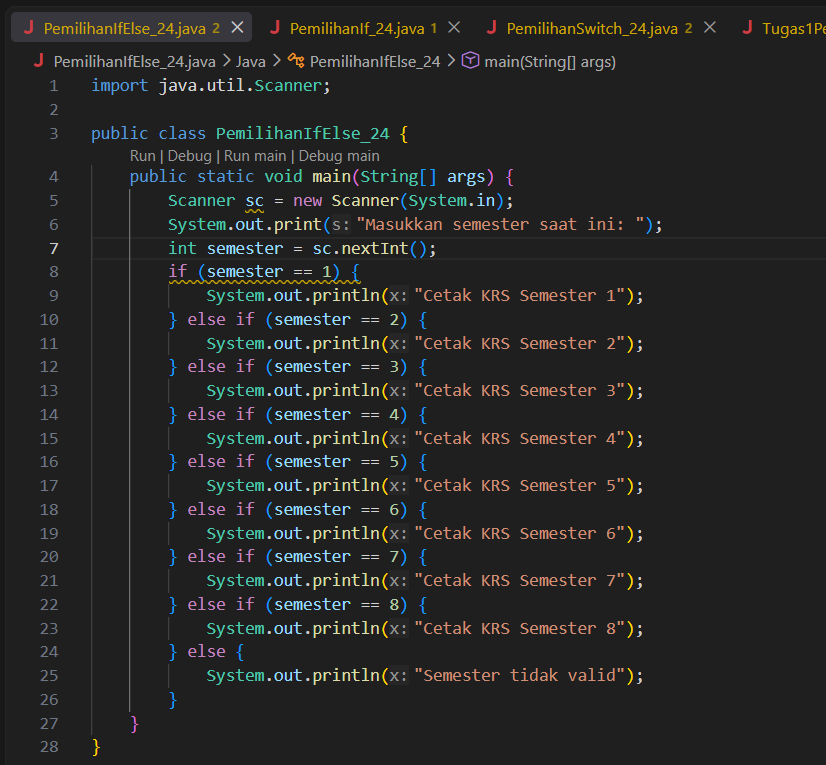 PemilihanIfElse_24.java 2 PemilihanIf_24.java 1 PemilihanSwitch_24.java 2 Tugas1Pe
PemilihanIfElse_24.java > Java > PemilihanIfElse_24 > main(String[] args)
1 import java.util.Scanner;
2
3 public class PemilihanIfElse_24 {
Run | Debug | Run main | Debug main
4 public static void main(String[] args) {
5 Scanner sc = new Scanner(System.in);
6 System.out.print(s: "Masukkan semester saat ini: ");
7 int semester = sc.nextInt();
8 if (semester == 1) {
9 System.out.println(x: "Cetak KRS Semester 1");
10 } else if (semester == 2) {
11 System.out.println(x: "Cetak KRS Semester 2");
12 } else if (semester == 3) {
13 System.out.println(x: "Cetak KRS Semester 3");
14 } else if (semester == 4) {
15 System.out.println(x: "Cetak KRS Semester 4");
16 } else if (semester == 5) {
17 System.out.println(x: "Cetak KRS Semester 5");
18 } else if (semester == 6) {
19 System.out.println(x: "Cetak KRS Semester 6");
20 } else if (semester == 7) {
21 System.out.println(x: "Cetak KRS Semester 7");
22 } else if (semester == 8) {
23 System.out.println(x: "Cetak KRS Semester 8");
24 } else {
25 System.out.println(x: "Semester tidak valid");
26 }
27 }
28 }